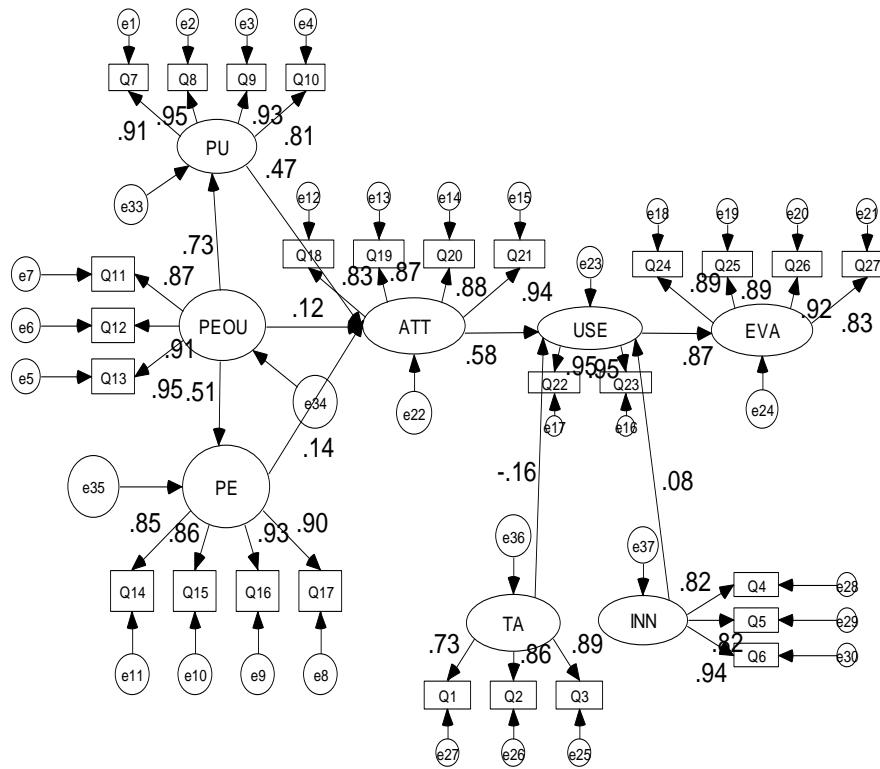 e1 e2 e3 e4
Q7 Q8 Q9 Q10
.91 .95 .93 .81
PU
.47
e33
.73
e12 e13 e14 e15
Q18 Q19 Q20 Q21
.83 .87 .88 .94
e18 e19 e20 e21
Q24 Q25 Q26 Q27
.89 .89 .92 .83
e23
e7 Q11 .87
e6 Q12 .91
e5 Q13 .95
PEOU
.12
ATT
.58
USE
.87
EVA
.51
e34
e22
.95 .95
Q22 Q23
e17 e16
e24
.14
e35
PE
-.16
.08
.85 .86 .93 .90
Q14 Q15 Q16 Q17
e11 e10 e9 e8
e36
e37
TA
INN
.82 Q4 e28
.82 Q5 e29
.94 Q6 e30
.73 .86 .89
Q1 Q2 Q3
e27 e26 e25